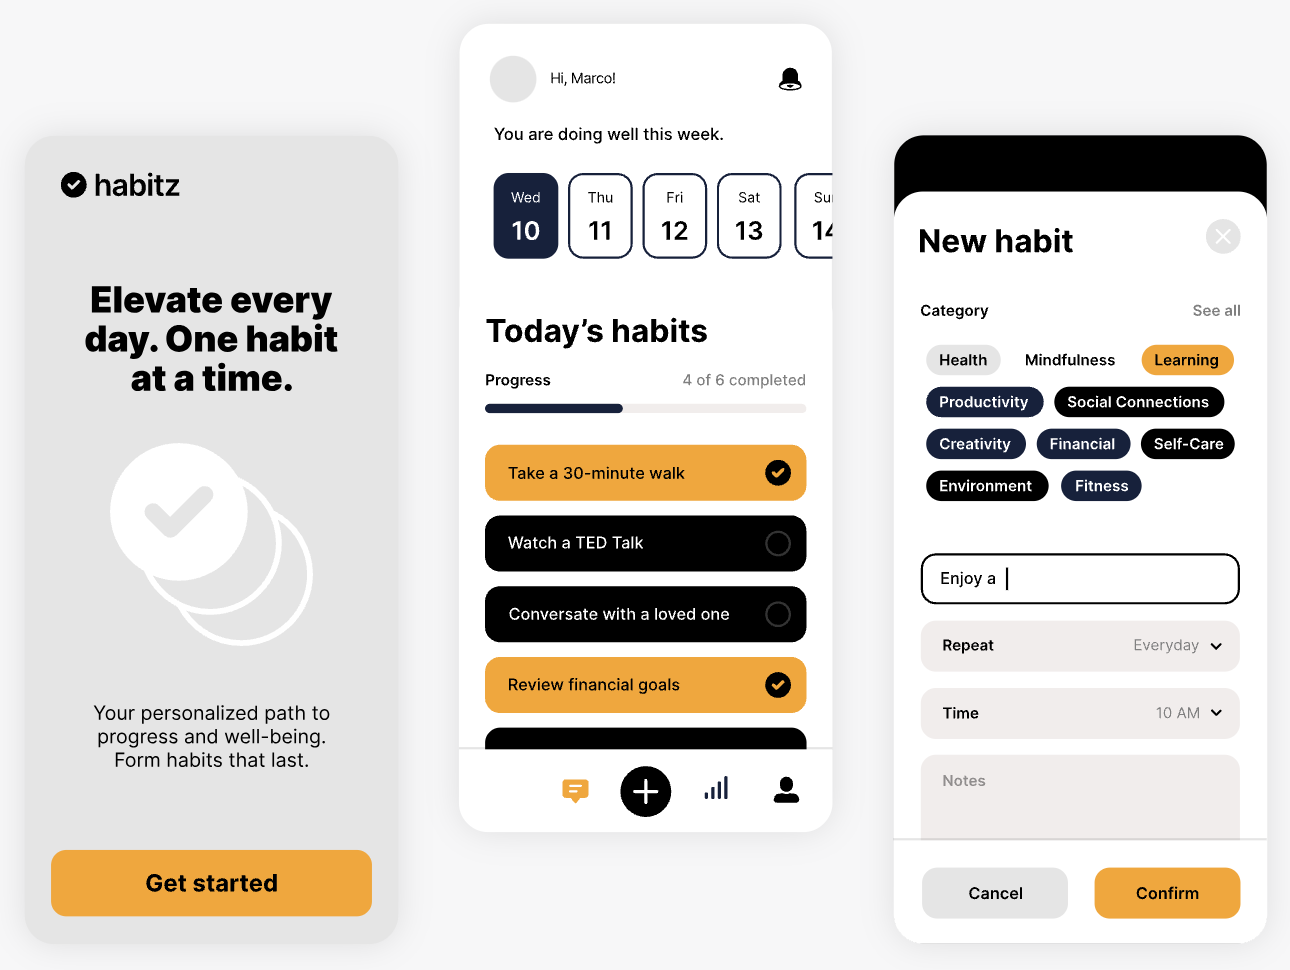 habitz
Elevate every
day. One habit
at a time.
Your personalized path to
progress and well-being.
Form habits that last.
Get started
Hi, Marco!
You are doing well this week.
Wed Thu Fri Sat Su
10 11 12 13 14
Today’s habits
Progress 4 of 6 completed
Take a 30-minute walk
Watch a TED Talk
Conversate with a loved one
Review financial goals
New habit
Category See all
Health Mindfulness Learning
Productivity Social Connections
Creativity Financial Self-Care
Environment Fitness
Enjoy a
Repeat Everyday
Time 10 AM
Notes
Cancel Confirm